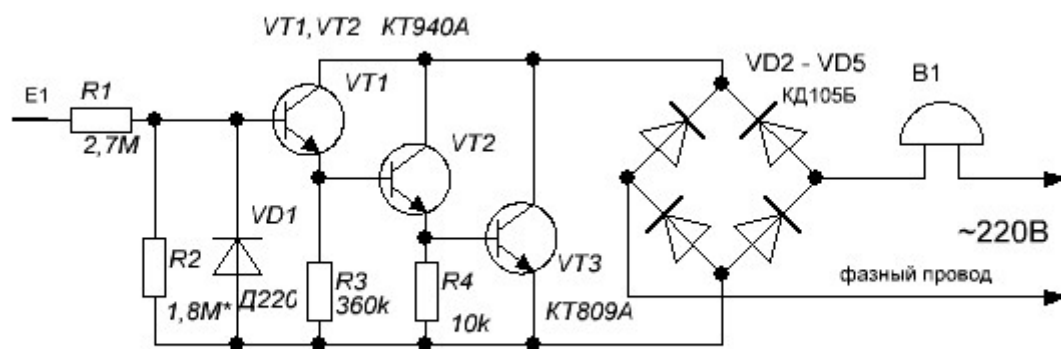 VT1,VT2 КТ940А
VT1
VD2 - VD5
КД105Б
B1
E1
R1
2,7M
VT2
VD1
R2
1,8M*
Д220
R3
360k
R4
10k
VT3
КТ809А
~220В
фазный провод